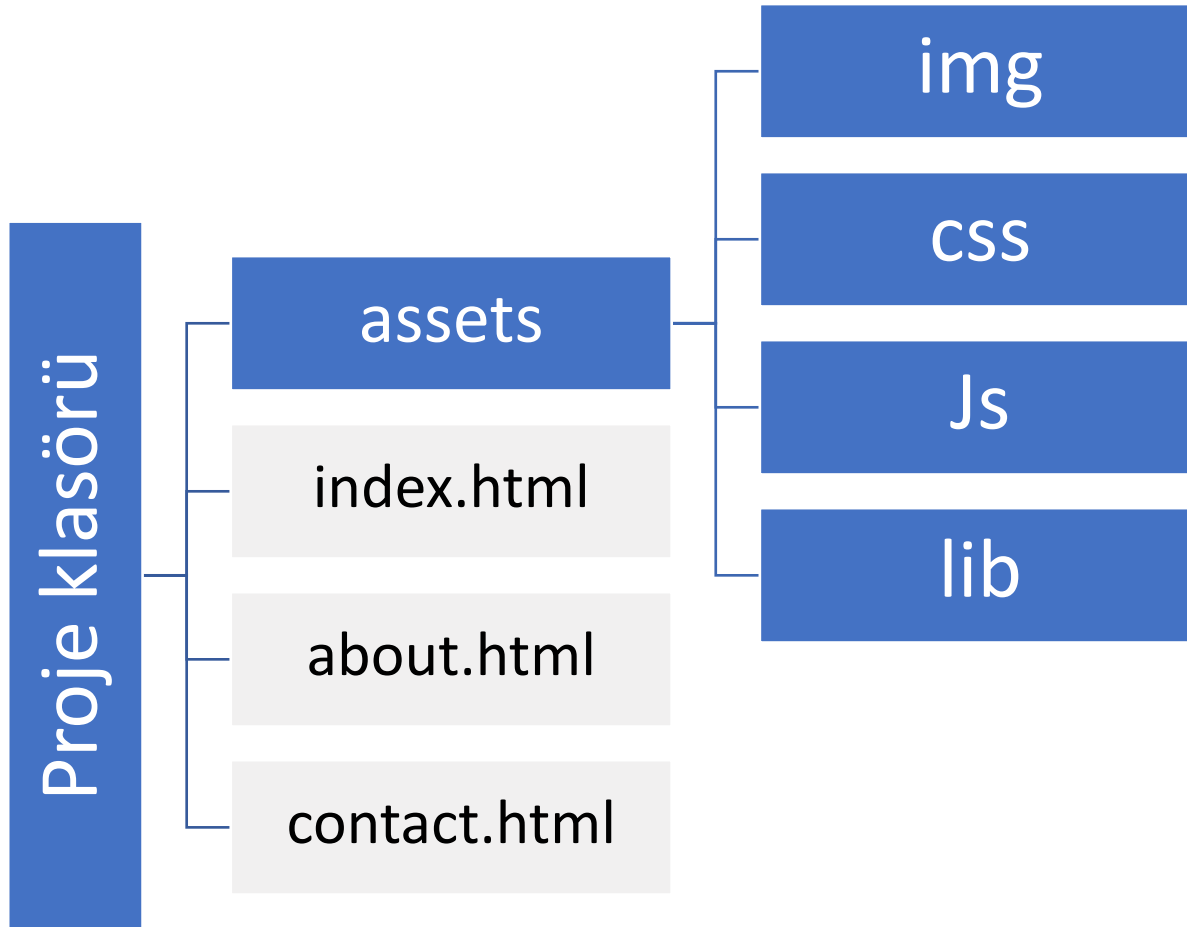 Proje klasörü
assets
index.html
about.html
contact.html
img
css
Js
lib